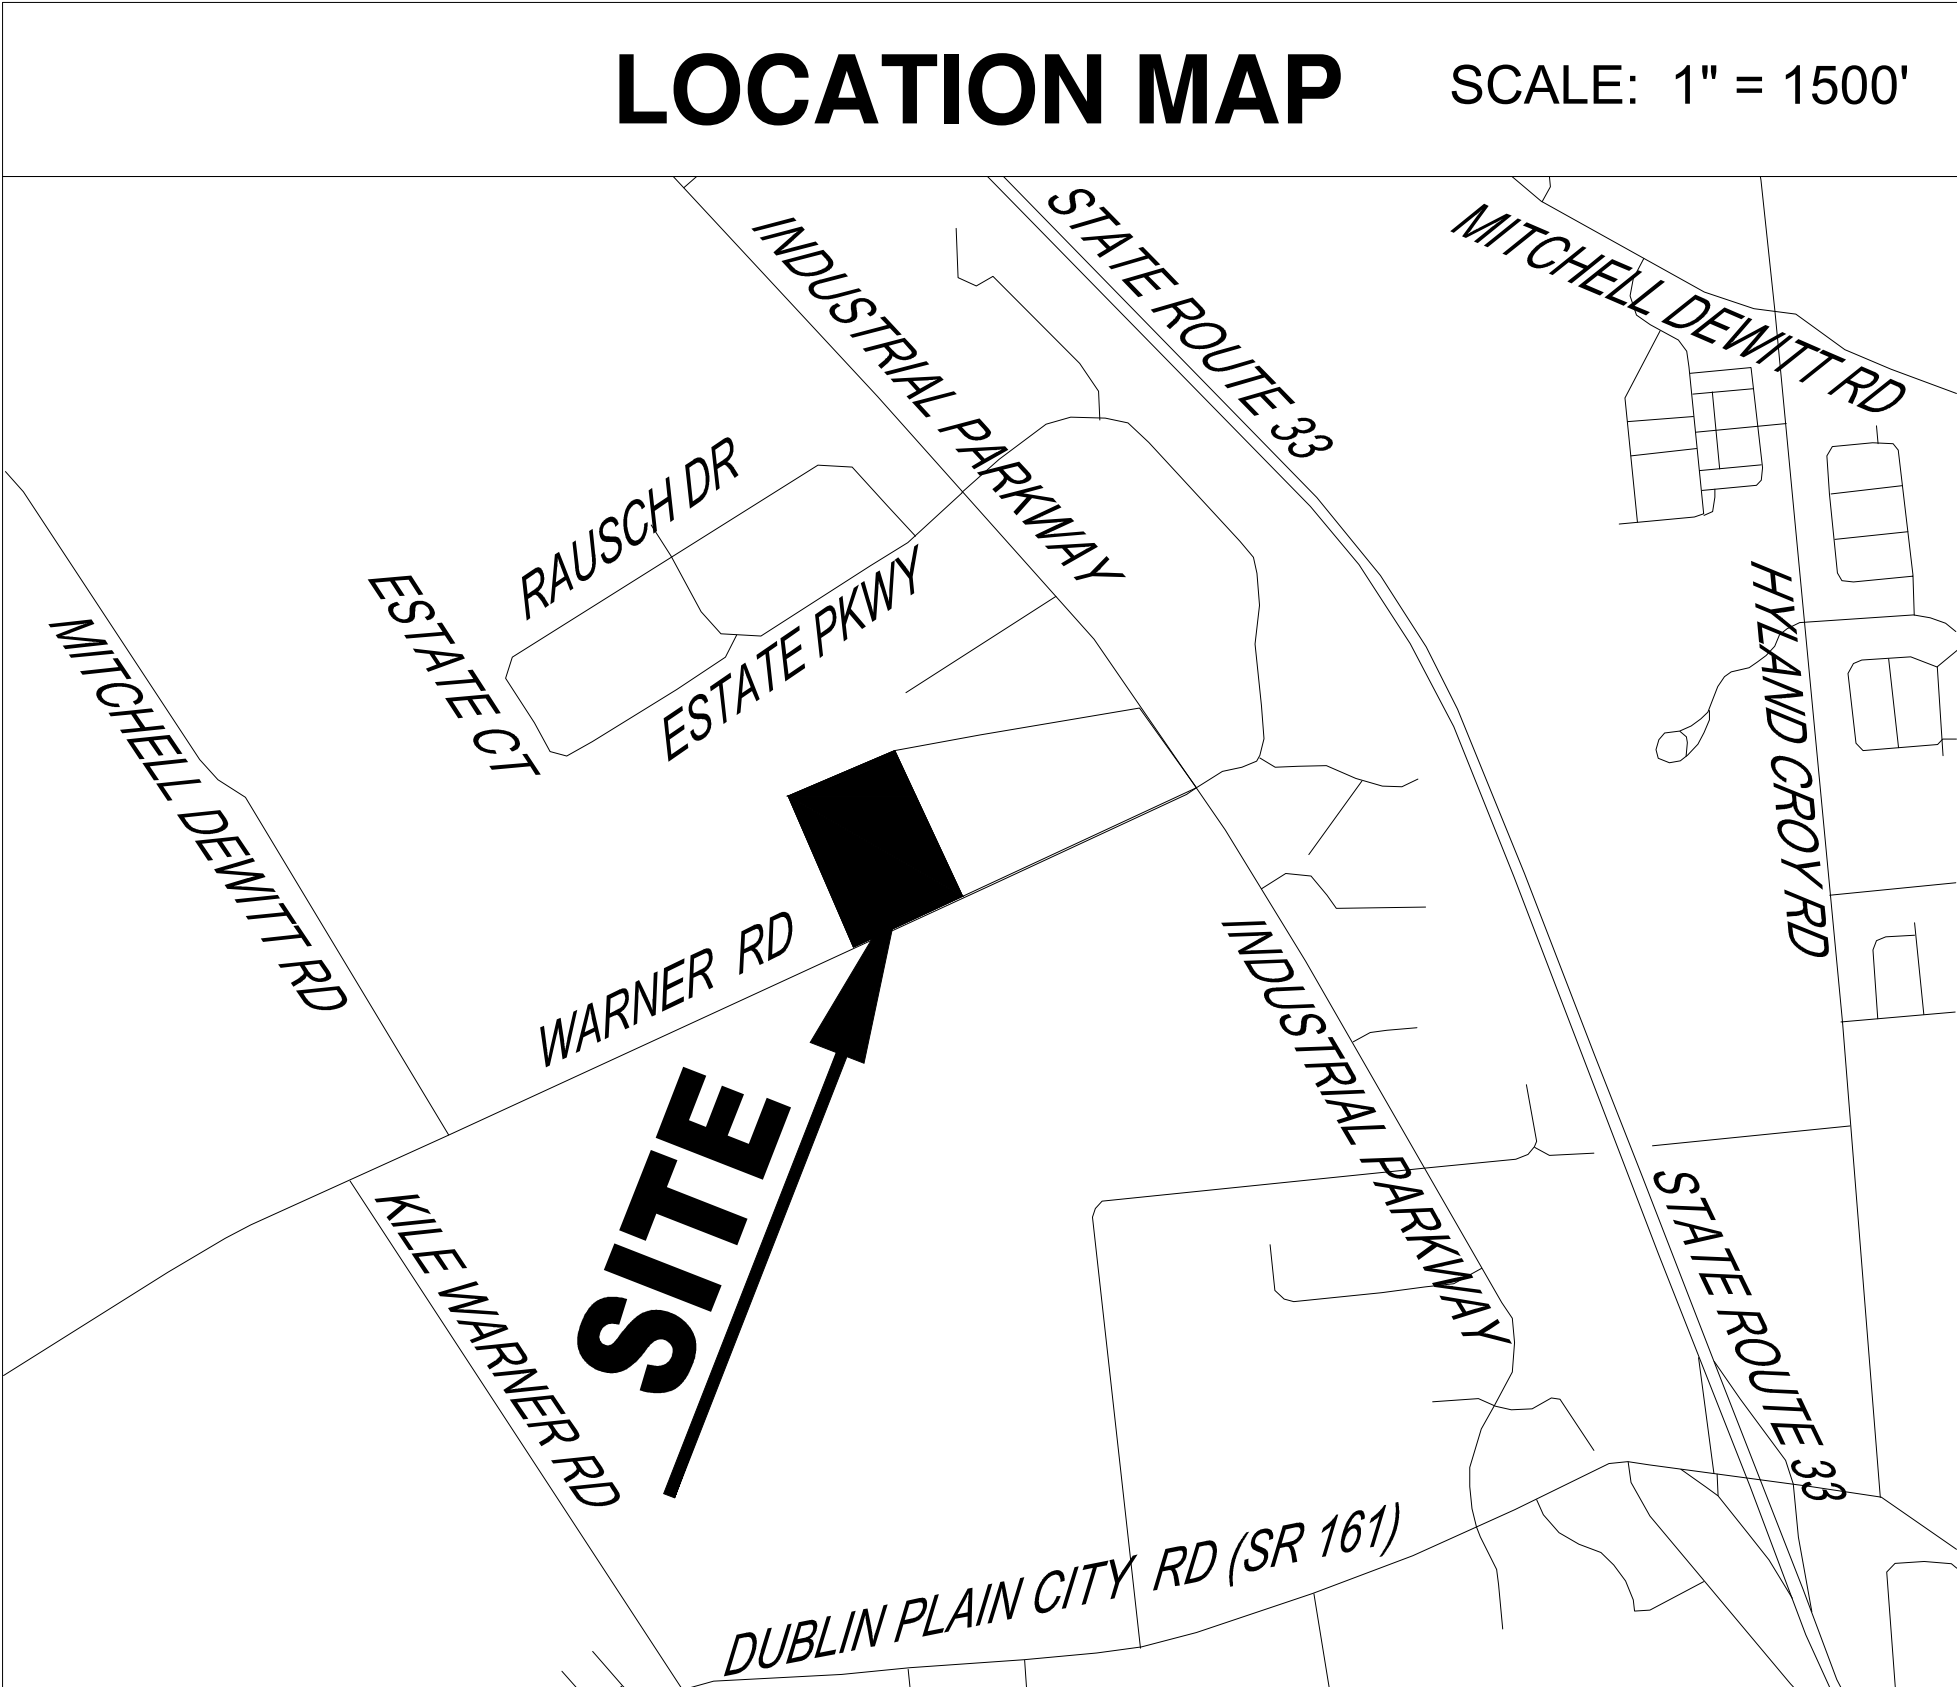 LOCATION MAP SCALE: 1" = 1500'
INDUSTRIAL PARKWAY
STATE ROUTE 33
MITCHELL DEWITT RD
RAUSCH DR
ESTATE CT
ESTATE PKWY
MITCHELL DEWITT RD
HYLAND CROY RD
WARNER RD
INDUSTRIAL PARKWAY
SITE
KILE WARNER RD
STATE ROUTE 33
DUBLIN PLAIN CITY RD (SR 161)